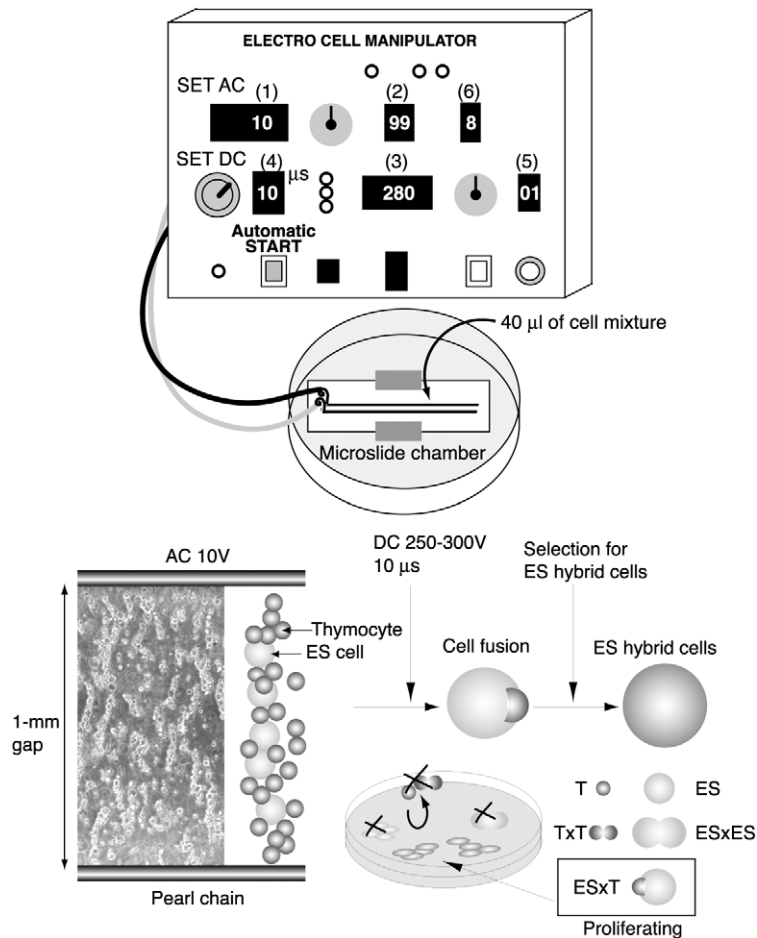 ELECTRO CELL MANIPULATOR
SET AC
(1)
(2)
(6)
10
99
8
SET DC
(4)
(3)
(5)
10
μs
280
01
Automatic
START
40 μl of cell mixture
Microslide chamber
AC 10V
DC 250-300V
10 μs
Selection for
ES hybrid cells
Thymocyte
ES cell
Cell fusion
ES hybrid cells
1-mm
gap
T
ES
TxT
ESxES
ESxT
Pearl chain
Proliferating